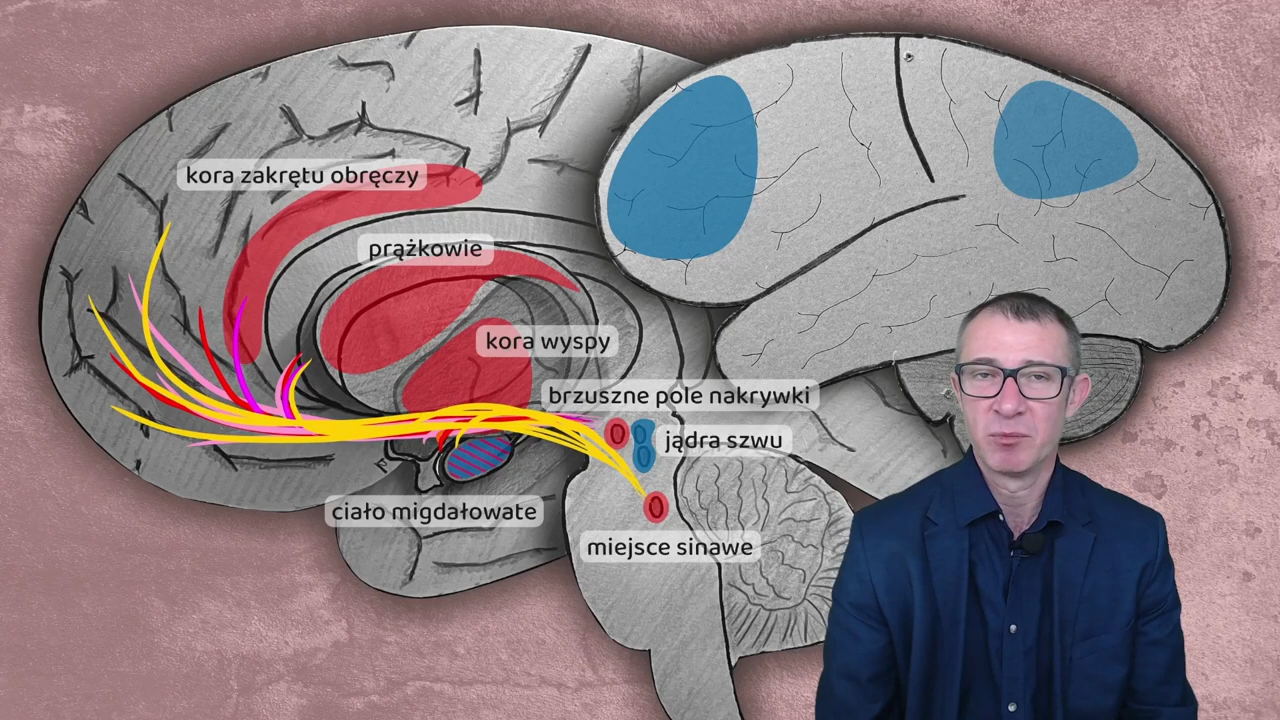 kora zakrętu obręczy
prążkowie
kora wyspy
brzuszne pole nakrywki
jądra szwu
ciało migdałowate
miejsce sinawe